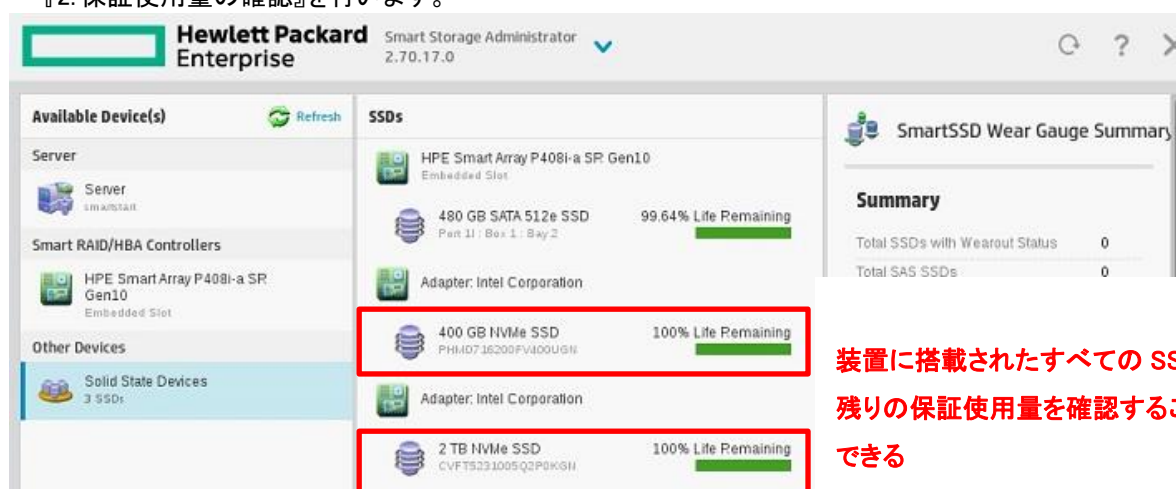 『2. 保証使用量の確認』を行います。
Hewlett Packard
Enterprise
Smart Storage Administrator
2.70.17.0
?
Available Device(s)
Refresh
Server
Server
smartstart
Smart RAID/HBA Controllers
HPE Smart Array P408i-a SR
Gen10
Embedded Slot
Other Devices
Solid State Devices
3 SSDs
SSDs
HPE Smart Array P408i-a SR Gen10
Embedded Slot
480 GB SATA 512e SSD
99.64% Life Remaining
Port 1I : Box 1 : Bay 2
Adapter: Intel Corporation
400 GB NVMe SSD
100% Life Remaining
PHMD716200FV400UGN
Adapter: Intel Corporation
2 TB NVMe SSD
100% Life Remaining
SmartSSD Wear Gauge Summary
Summary
Total SSDs with Wearout Status 0
Total SAS SSDs 0
装置に搭載されたすべての SS
残りの保証使用量を確認するこ
できる